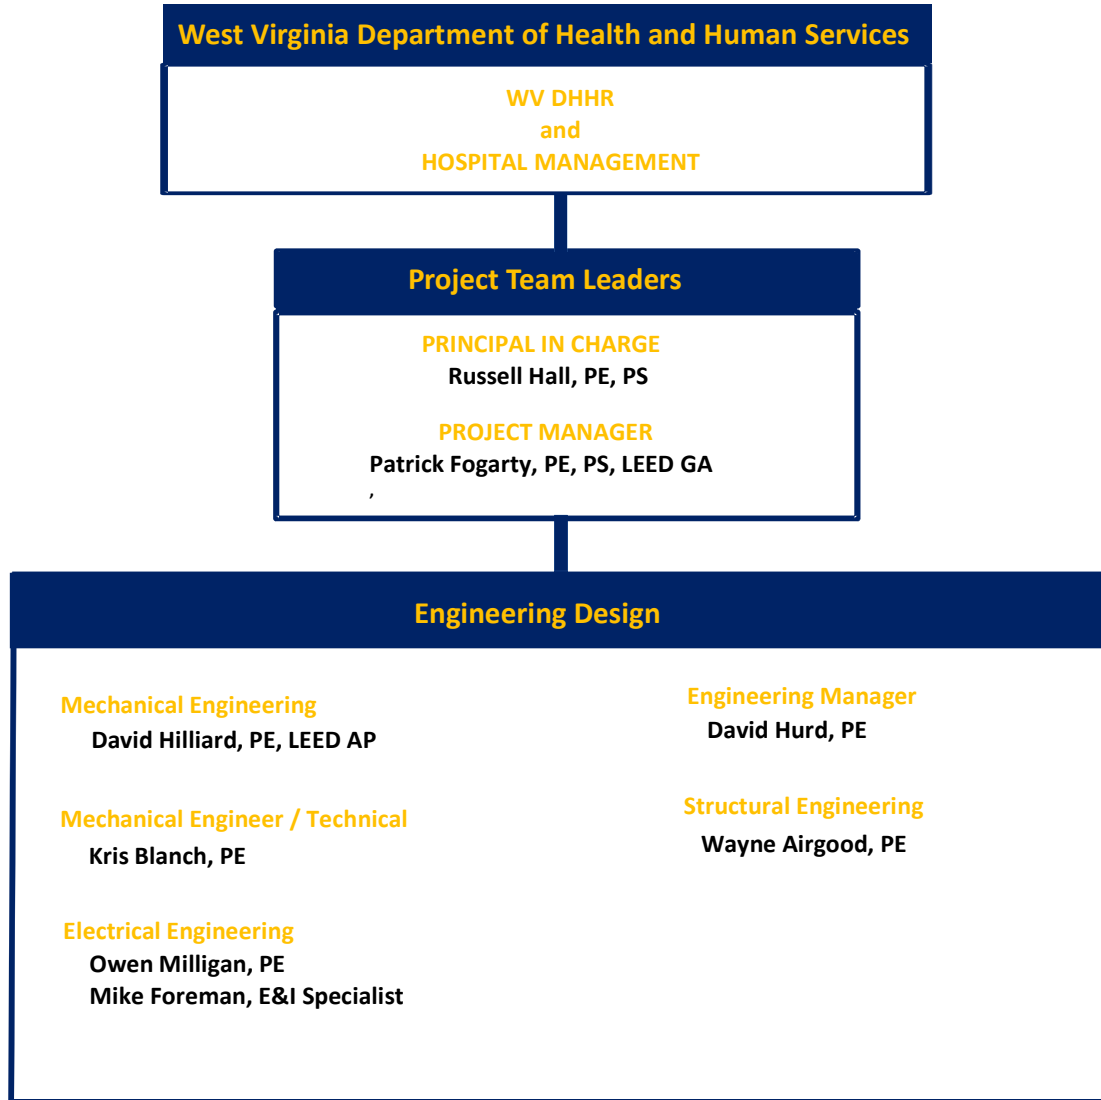 West Virginia Department of Health and Human Services
WV DHHR
and
HOSPITAL MANAGEMENT
Project Team Leaders
PRINCIPAL IN CHARGE
Russell Hall, PE, PS
PROJECT MANAGER
Patrick Fogarty, PE, PS, LEED GA
,
Engineering Design
Mechanical Engineering
David Hilliard, PE, LEED AP
Mechanical Engineer / Technical
Kris Blanch, PE
Electrical Engineering
Owen Milligan, PE
Mike Foreman, E&I Specialist
Engineering Manager
David Hurd, PE
Structural Engineering
Wayne Airgood, PE